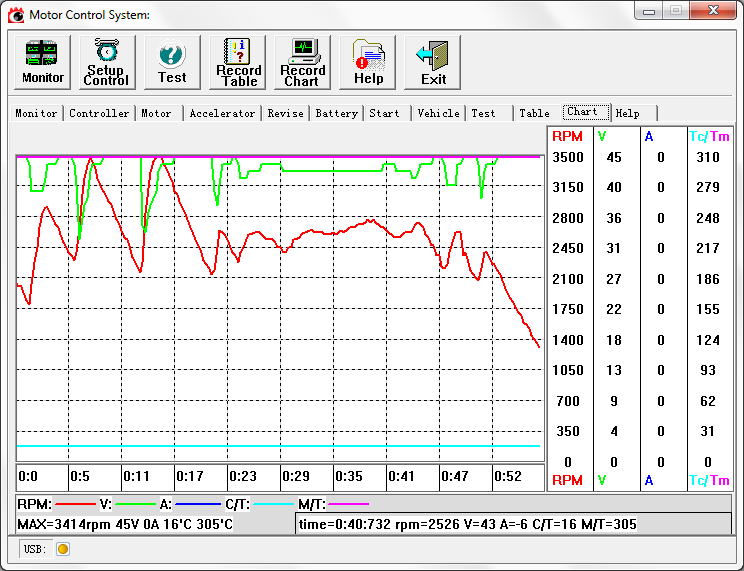 Motor Control System:
Monitor Setup Control Test Record Table Record Chart Help Exit
Monitor Controller Motor Accelerator Revise Battery Start Vehicle Test Table Chart Help
RPM V A Tc/Tm
3500 45 0 310
3150 40 0 279
2800 36 0 248
2450 31 0 217
2100 27 0 186
1750 22 0 155
1400 18 0 124
1050 13 0 93
700 9 0 62
350 4 0 31
0 0 0 0
0:0 0:5 0:11 0:17 0:23 0:29 0:35 0:41 0:47 0:52
RPM V A Tc/Tm
RPM: V: A: C/T: M/T:
MAX=3414rpm 45V 0A 16'C 305'C time=0:40:732 rpm=2526 V=43 A=-6 C/T=16 M/T=305
USB: